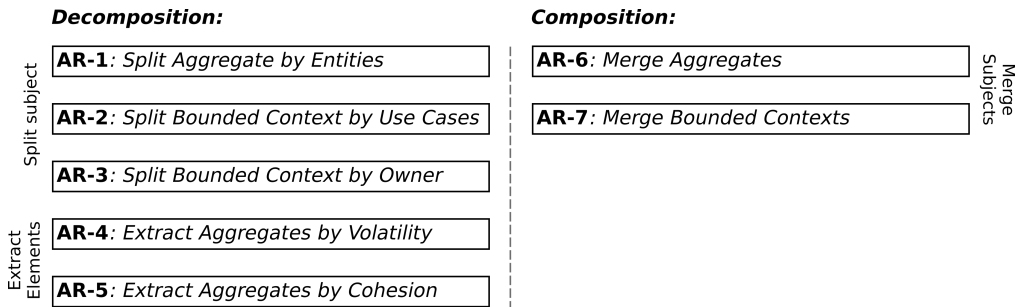 Decomposition:
Split subject
AR-1: Split Aggregate by Entities
AR-2: Split Bounded Context by Use Cases
AR-3: Split Bounded Context by Owner
Extract
Elements
AR-4: Extract Aggregates by Volatility
AR-5: Extract Aggregates by Cohesion
Composition:
AR-6: Merge Aggregates
AR-7: Merge Bounded Contexts
Merge
Subjects